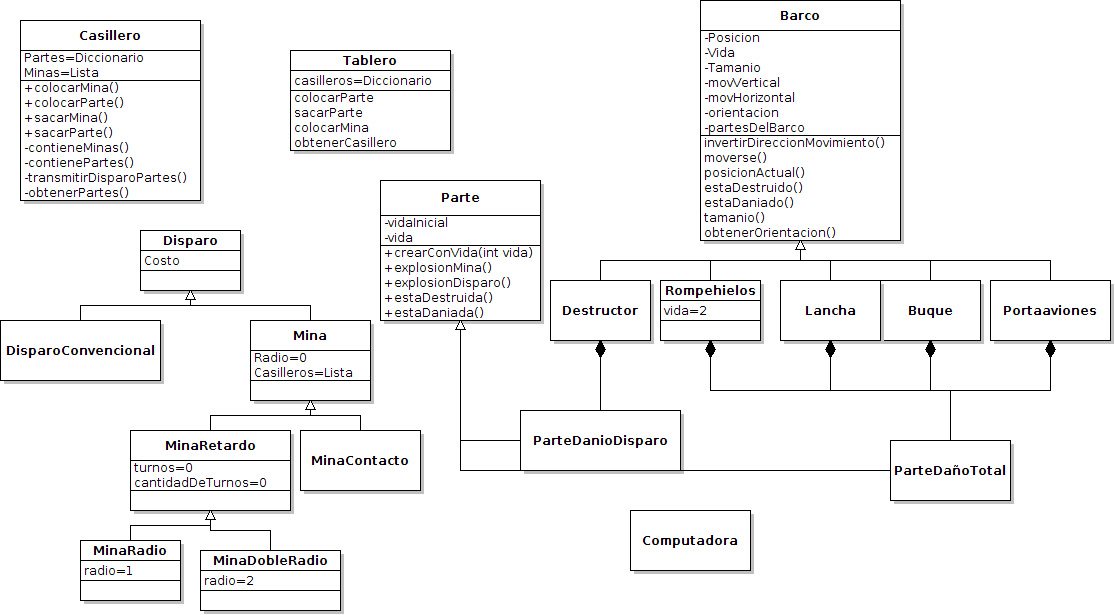 Casillero
Partes=Diccionario
Minas=Lista
+colocarMina()
+colocarParte()
+sacarMina()
+sacarParte()
-contieneMinas()
-contienePartes()
-transmitirDisparoPartes()
-obtenerPartes()
Tablero
casilleros=Diccionario
colocarParte
sacarParte
colocarMina
obtenerCasillero
Barco
-Posicion
-Vida
-Tamanio
-movVertical
-movHorizontal
-orientacion
-partesDelBarco
invertirDireccionMovimiento()
moverse()
posicionActual()
estaDestruido()
estaDaniado()
tamanio()
obtenerOrientacion()
Parte
-vidaInicial
-vida
+crearConVida(int vida)
+explosionMina()
+explosionDisparo()
+estaDestruida()
+estaDaniada()
Disparo
Costo
DisparoConvencional
Mina
Radio=0
Casilleros=Lista
Destructor
Rompehielos
vida=2
Lancha
Buque
Portaaviones
MinaRetardo
turnos=0
cantidadDeTurnos=0
MinaContacto
ParteDanioDisparo
ParteDañoTotal
MinaRadio
radio=1
MinaDobleRadio
radio=2
Computadora